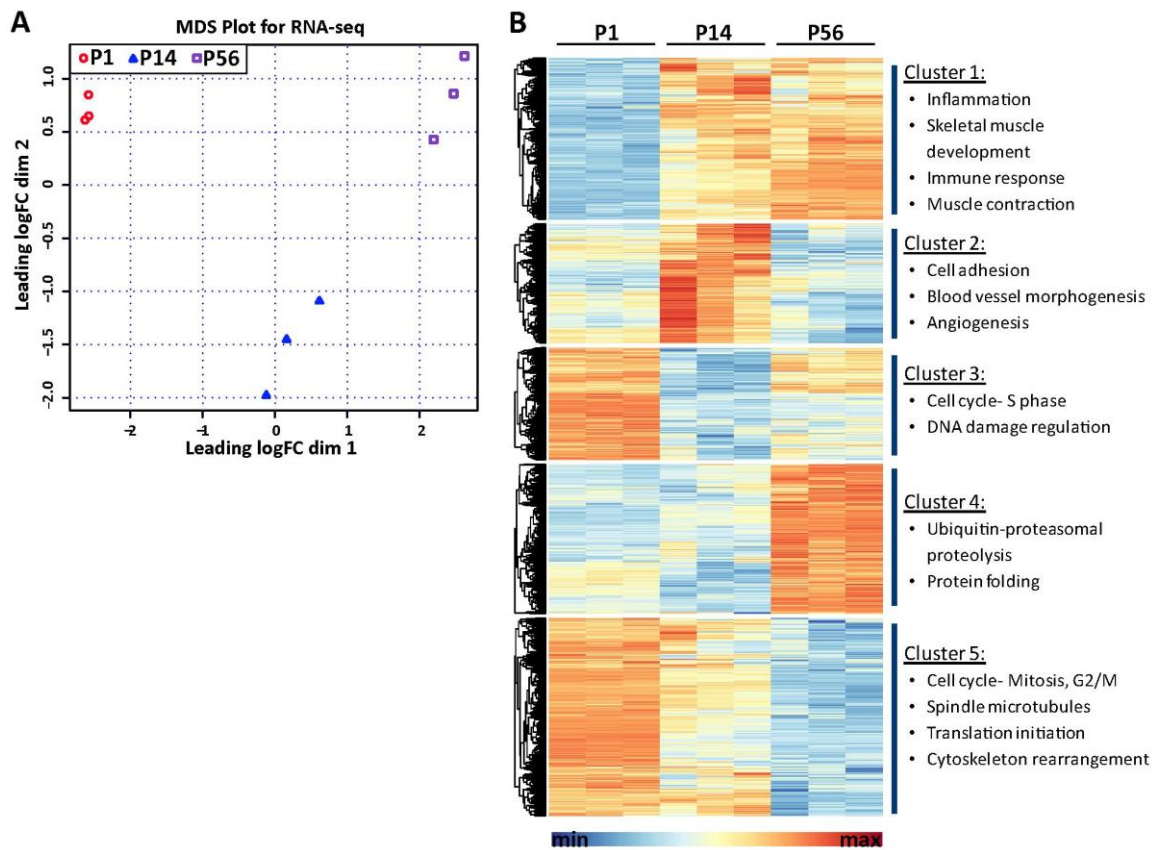 A
MDS Plot for RNA-seq
P1 P14 P56
1.0
0.5
0
-0.5
-1.0
-1.5
-2.0
Leading logFC dim 2
-2 -1 0 1 2
Leading logFC dim 1
B
P1 P14 P56
Cluster 1:
• Inflammation
• Skeletal muscle
development
• Immune response
• Muscle contraction
Cluster 2:
• Cell adhesion
• Blood vessel morphogenesis
• Angiogenesis
Cluster 3:
• Cell cycle- S phase
• DNA damage regulation
Cluster 4:
• Ubiquitin-proteasomal
proteolysis
• Protein folding
Cluster 5:
• Cell cycle- Mitosis, G2/M
• Spindle microtubules
• Translation initiation
• Cytoskeleton rearrangement
min max